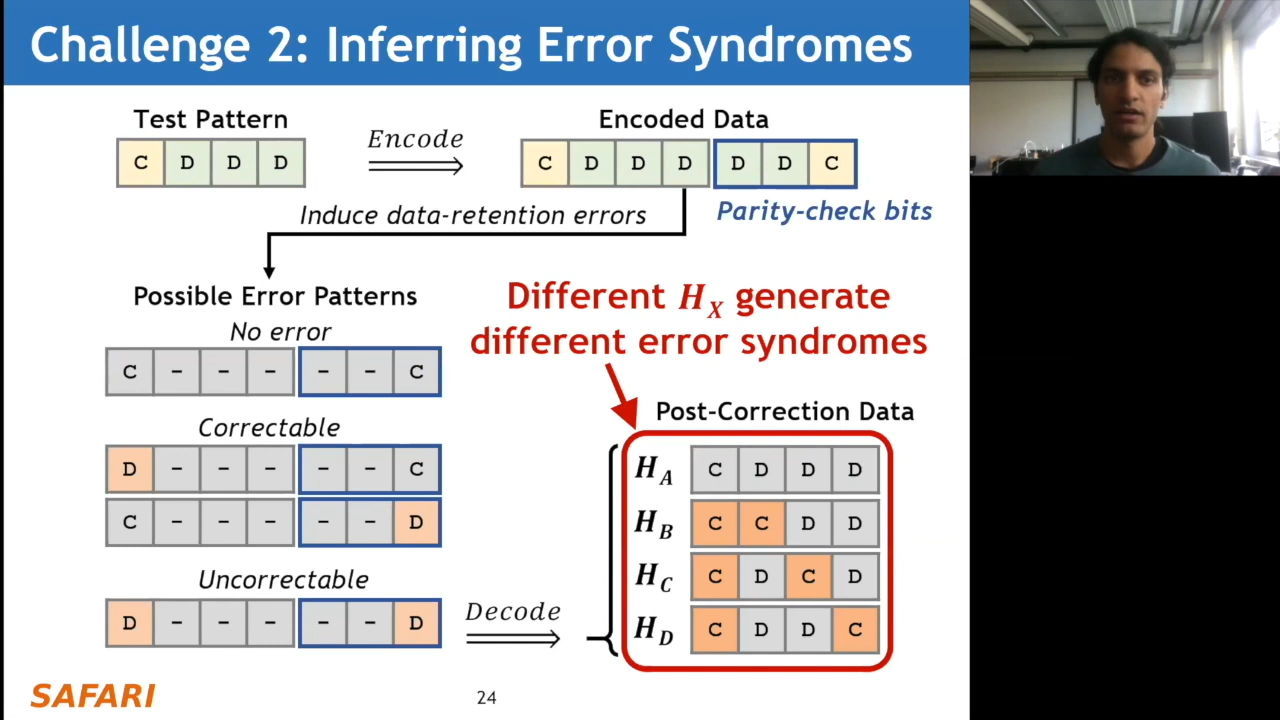 Challenge 2: Inferring Error Syndromes
Test Pattern
C D D D
Encode
Encoded Data
C D D D D D C
Induce data-retention errors
Parity-check bits
Possible Error Patterns
No error
C - - - - - C
Correctable
D - - - - - C
C - - - - - D
Uncorrectable
D - - - - - D
Decode
Different H_X generate
different error syndromes
Post-Correction Data
H_A C D D D
H_B C C D D
H_C C D C D
H_D C D D C
SAFARI
24